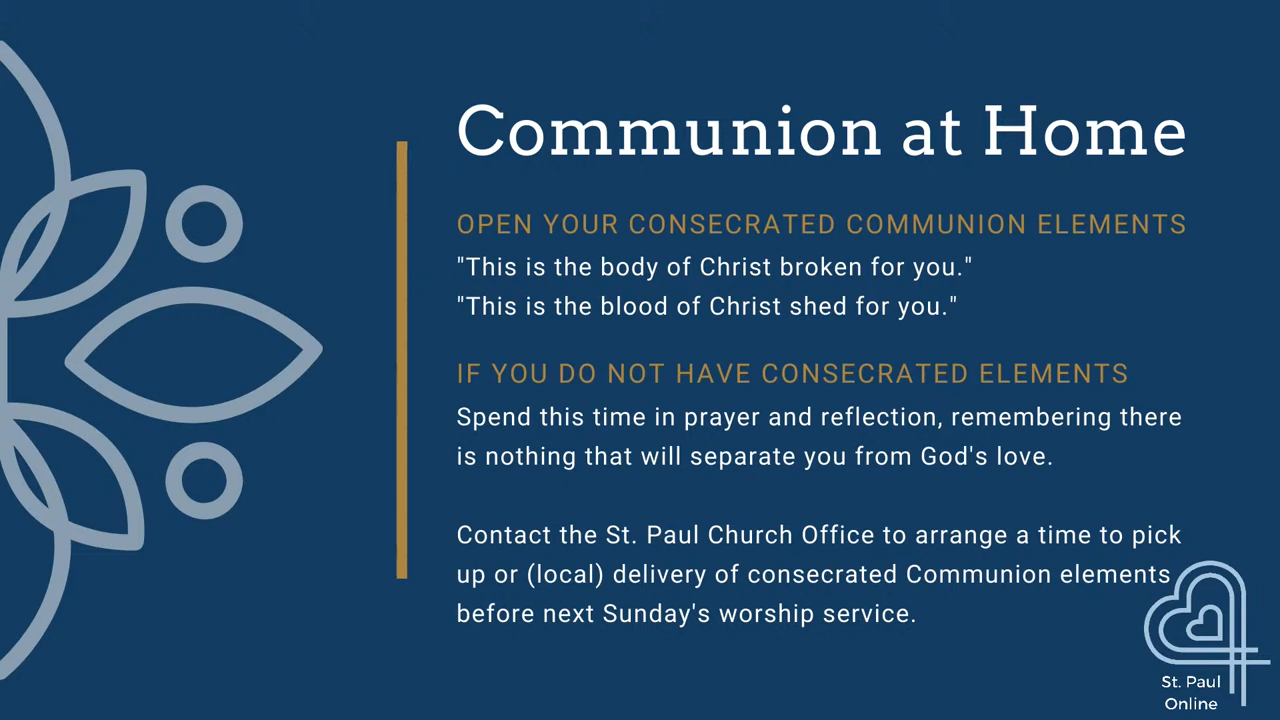 Communion at Home
OPEN YOUR CONSECRATED COMMUNION ELEMENTS
"This is the body of Christ broken for you."
"This is the blood of Christ shed for you."
IF YOU DO NOT HAVE CONSECRATED ELEMENTS
Spend this time in prayer and reflection, remembering there
is nothing that will separate you from God's love.
Contact the St. Paul Church Office to arrange a time to pick
up or (local) delivery of consecrated Communion elements
before next Sunday's worship service.
St. Paul
Online